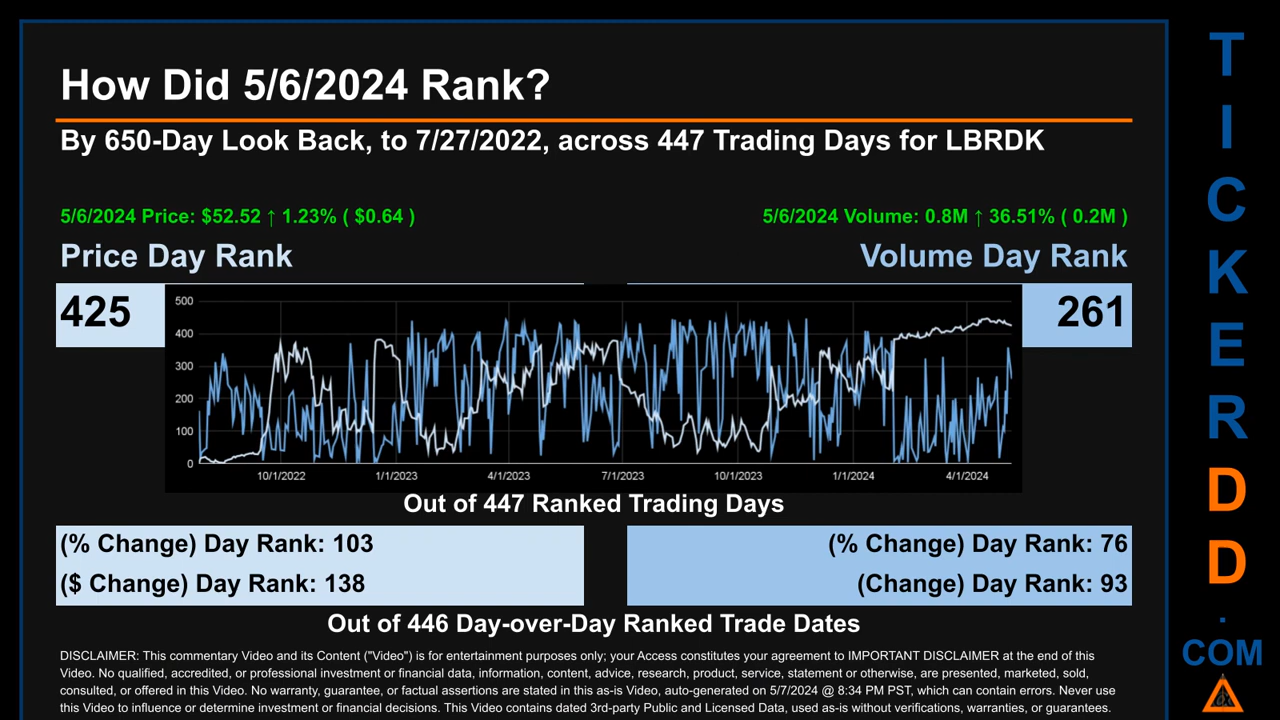 How Did 5/6/2024 Rank?
By 650-Day Look Back, to 7/27/2022, across 447 Trading Days for LBRDK
5/6/2024 Price: $52.52 ↑ 1.23% ( $0.64 )
5/6/2024 Volume: 0.8M ↑ 36.51% ( 0.2M )
Price Day Rank
Volume Day Rank
425
261
500
400
300
200
100
0
10/1/2022
1/1/2023
4/1/2023
7/1/2023
10/1/2023
1/1/2024
4/1/2024
Out of 447 Ranked Trading Days
(% Change) Day Rank: 103
($ Change) Day Rank: 138
(% Change) Day Rank: 76
(Change) Day Rank: 93
Out of 446 Day-over-Day Ranked Trade Dates
DISCLAIMER: This commentary Video and its Content ("Video") is for entertainment purposes only; your Access constitutes your agreement to IMPORTANT DISCLAIMER at the end of this
Video. No qualified, accredited, or professional investment or financial data, information, content, advice, research, product, service, statement or otherwise, are presented, marketed, sold,
consulted, or offered in this Video. No warranty, guarantee, or factual assertions are stated in this as-is Video, auto-generated on 5/7/2024 @ 8:34 PM PST, which can contain errors. Never use
this Video to influence or determine investment or financial decisions. This Video contains dated 3rd-party Public and Licensed Data, used as-is without verifications, warranties, or guarantees.
T
I
C
K
E
R
D
D
.
COM